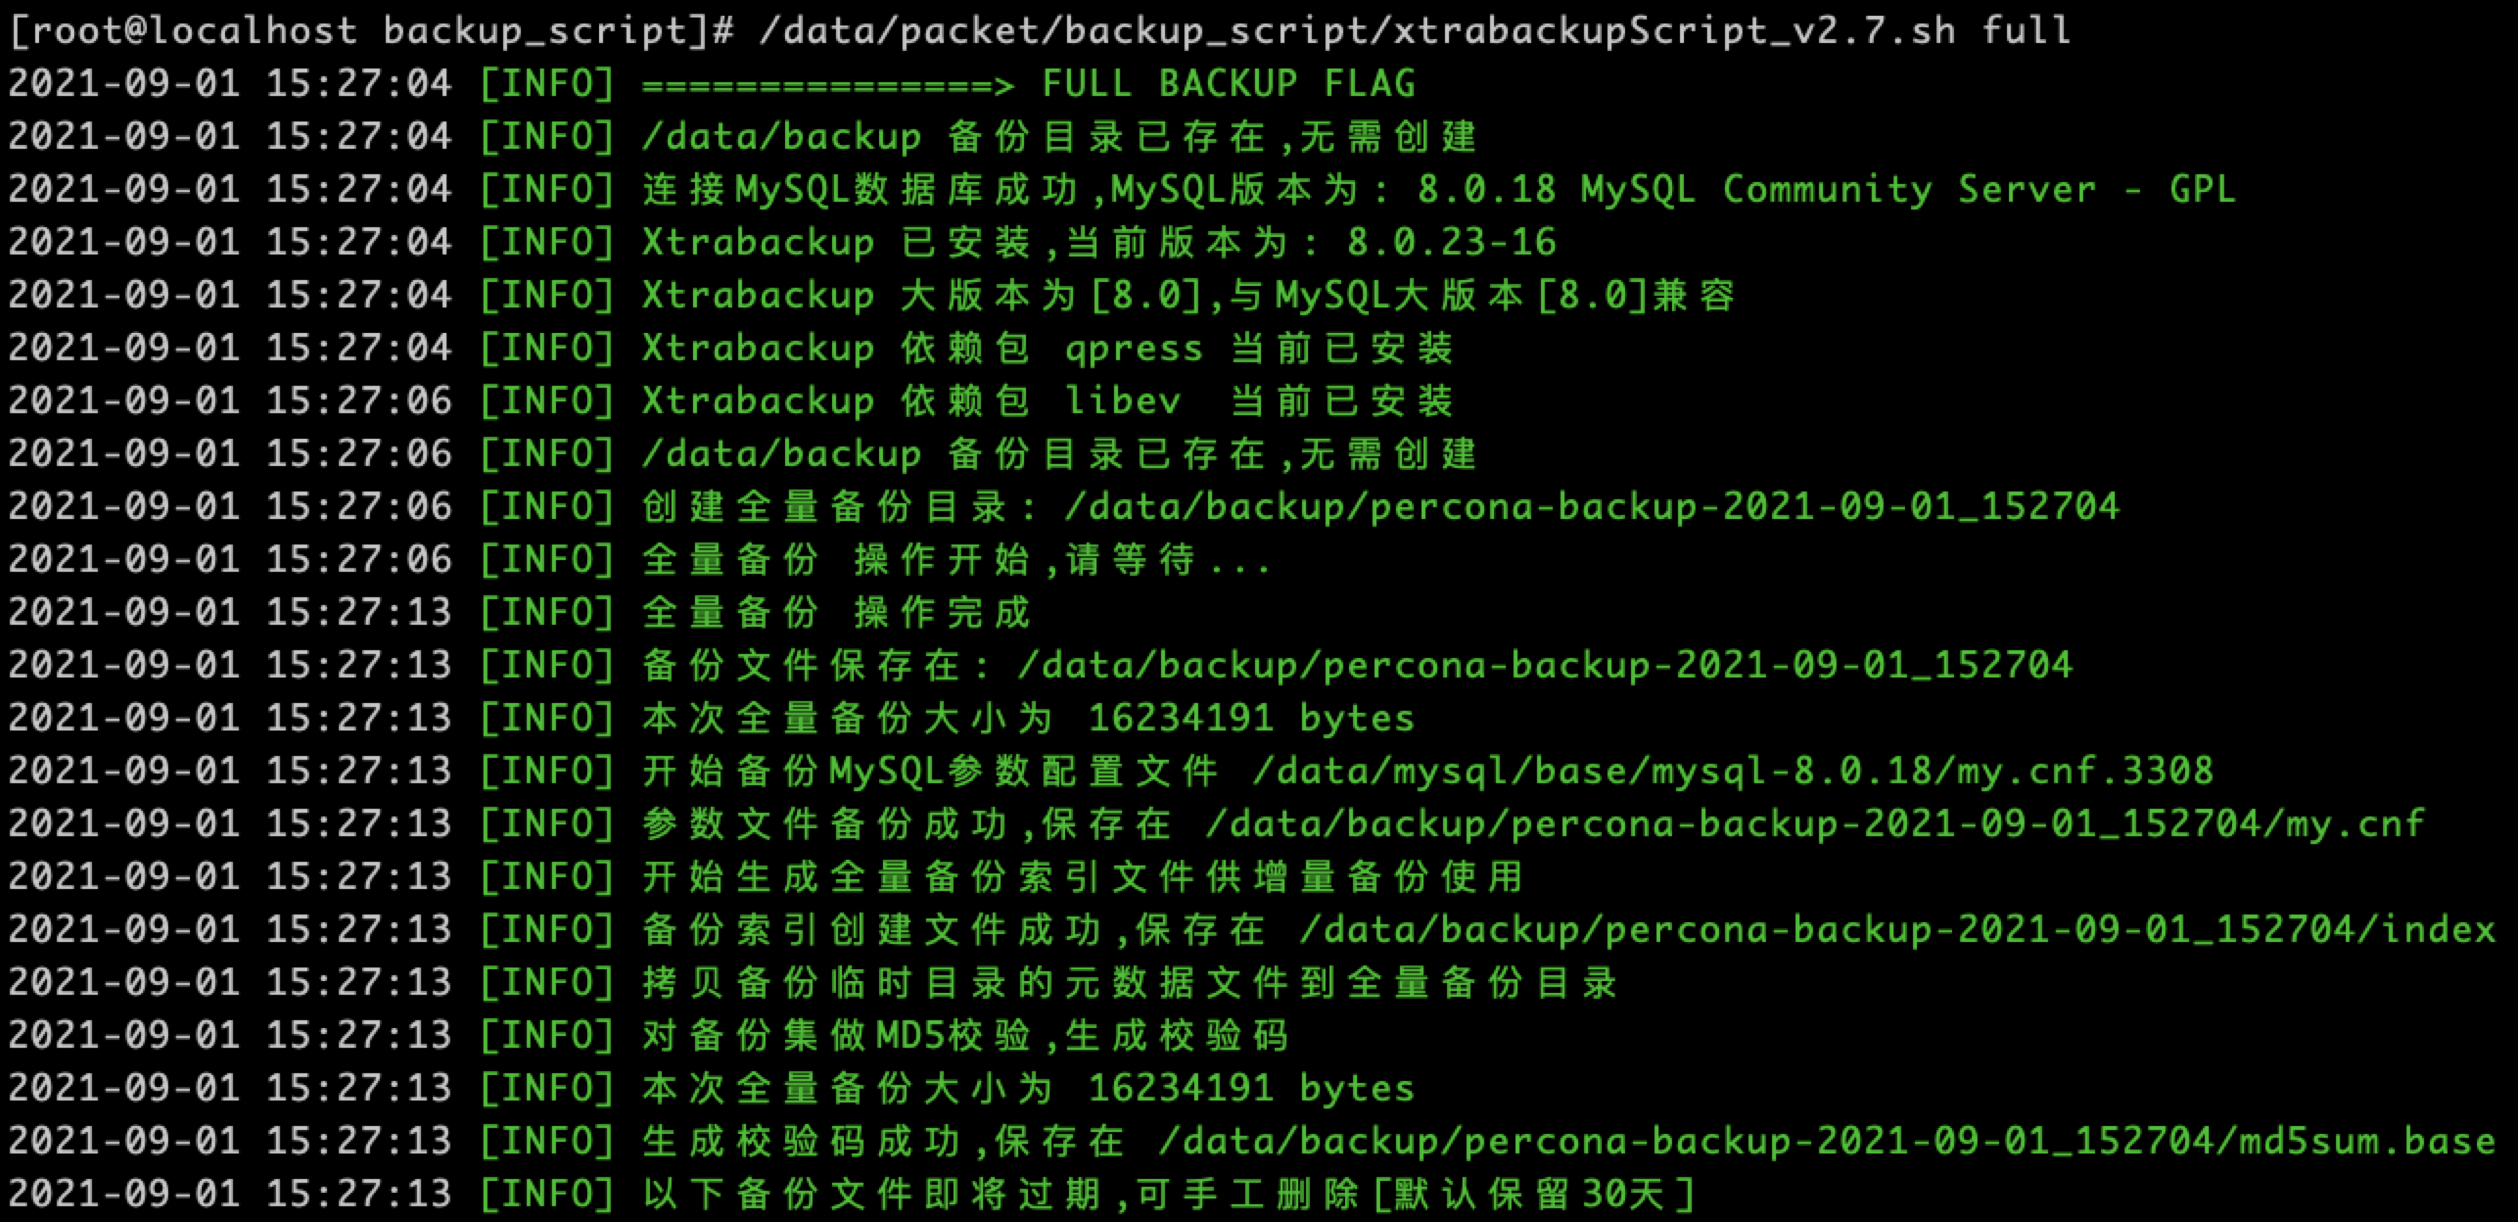 [root@localhost backup_script]# /data/packet/backup_script/xtrabackupScript_v2.7.sh full
2021-09-01 15:27:04 [INFO] ===============> FULL BACKUP FLAG
2021-09-01 15:27:04 [INFO] /data/backup 备份目录已存在,无需创建
2021-09-01 15:27:04 [INFO] 连接MySQL数据库成功,MySQL版本为: 8.0.18 MySQL Community Server - GPL
2021-09-01 15:27:04 [INFO] Xtrabackup 已安装,当前版本为: 8.0.23-16
2021-09-01 15:27:04 [INFO] Xtrabackup 大版本为[8.0],与MySQL大版本[8.0]兼容
2021-09-01 15:27:04 [INFO] Xtrabackup 依赖包 qpress 当前已安装
2021-09-01 15:27:06 [INFO] Xtrabackup 依赖包 libev  当前已安装
2021-09-01 15:27:06 [INFO] /data/backup 备份目录已存在,无需创建
2021-09-01 15:27:06 [INFO] 创建全量备份目录: /data/backup/percona-backup-2021-09-01_152704
2021-09-01 15:27:06 [INFO] 全量备份 操作开始,请等待...
2021-09-01 15:27:13 [INFO] 全量备份 操作完成
2021-09-01 15:27:13 [INFO] 备份文件保存在: /data/backup/percona-backup-2021-09-01_152704
2021-09-01 15:27:13 [INFO] 本次全量备份大小为 16234191 bytes
2021-09-01 15:27:13 [INFO] 开始备份MySQL参数配置文件 /data/mysql/base/mysql-8.0.18/my.cnf.3308
2021-09-01 15:27:13 [INFO] 参数文件备份成功,保存在 /data/backup/percona-backup-2021-09-01_152704/my.cnf
2021-09-01 15:27:13 [INFO] 开始生成全量备份索引文件供增量备份使用
2021-09-01 15:27:13 [INFO] 备份索引创建文件成功,保存在 /data/backup/percona-backup-2021-09-01_152704/index
2021-09-01 15:27:13 [INFO] 拷贝备份临时目录的元数据文件到全量备份目录
2021-09-01 15:27:13 [INFO] 对备份集做MD5校验,生成校验码
2021-09-01 15:27:13 [INFO] 本次全量备份大小为 16234191 bytes
2021-09-01 15:27:13 [INFO] 生成校验码成功,保存在 /data/backup/percona-backup-2021-09-01_152704/md5sum.base
2021-09-01 15:27:13 [INFO] 以下备份文件即将过期,可手工删除[默认保留30天]